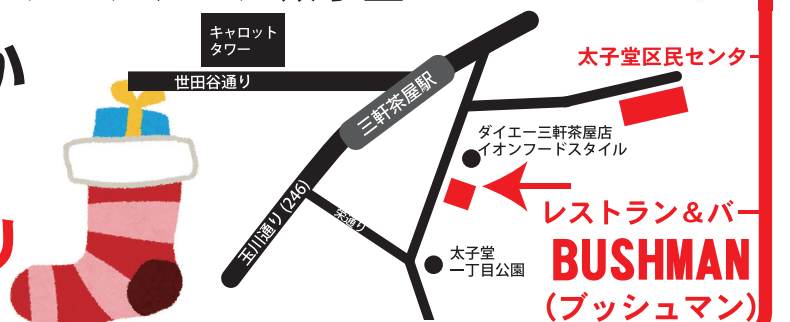 キャロット
タワー
世田谷通り
三軒茶屋駅
太子堂区民センター
ダイエー三軒茶屋店
イオンフードスタイル
玉川通り(246)
栄通り
レストラン&バー
BUSHMAN
(ブッシュマン)
太子堂
一丁目公園